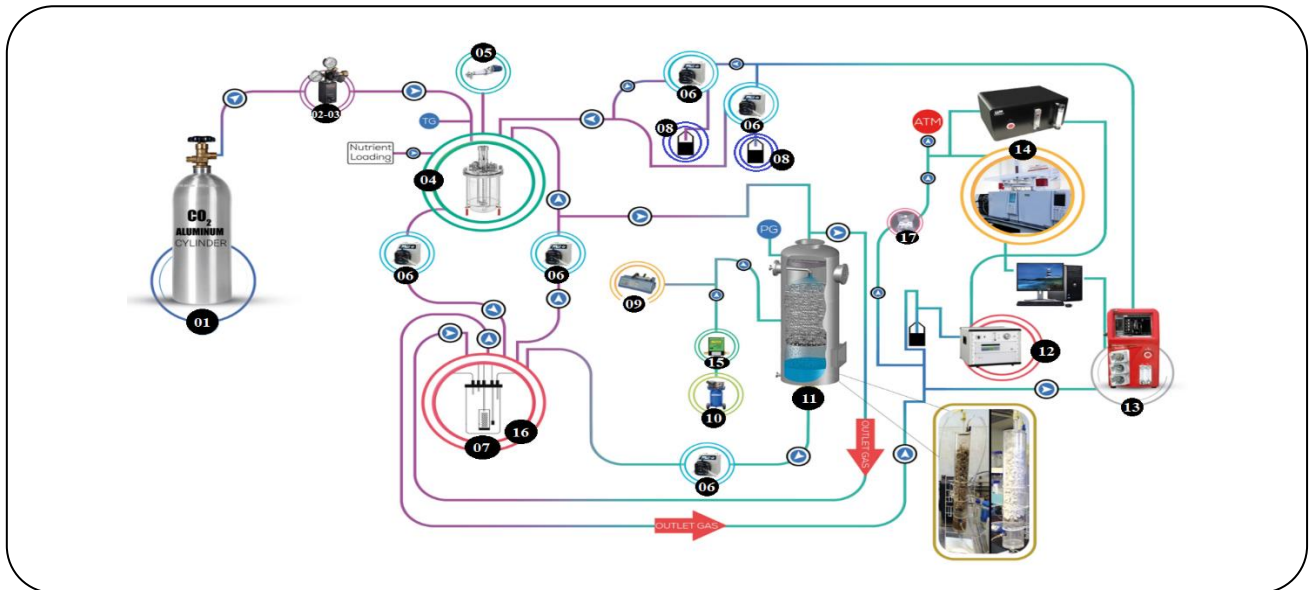 CO2
ALUMINUM
CYLINDER
01
02-03
05
TG
Nutrient
Loading
04
06
06
08
08
06
06
07
16
09
15
10
06
PG
11
OUTLET GAS
OUTLET GAS
ATM
14
17
12
13